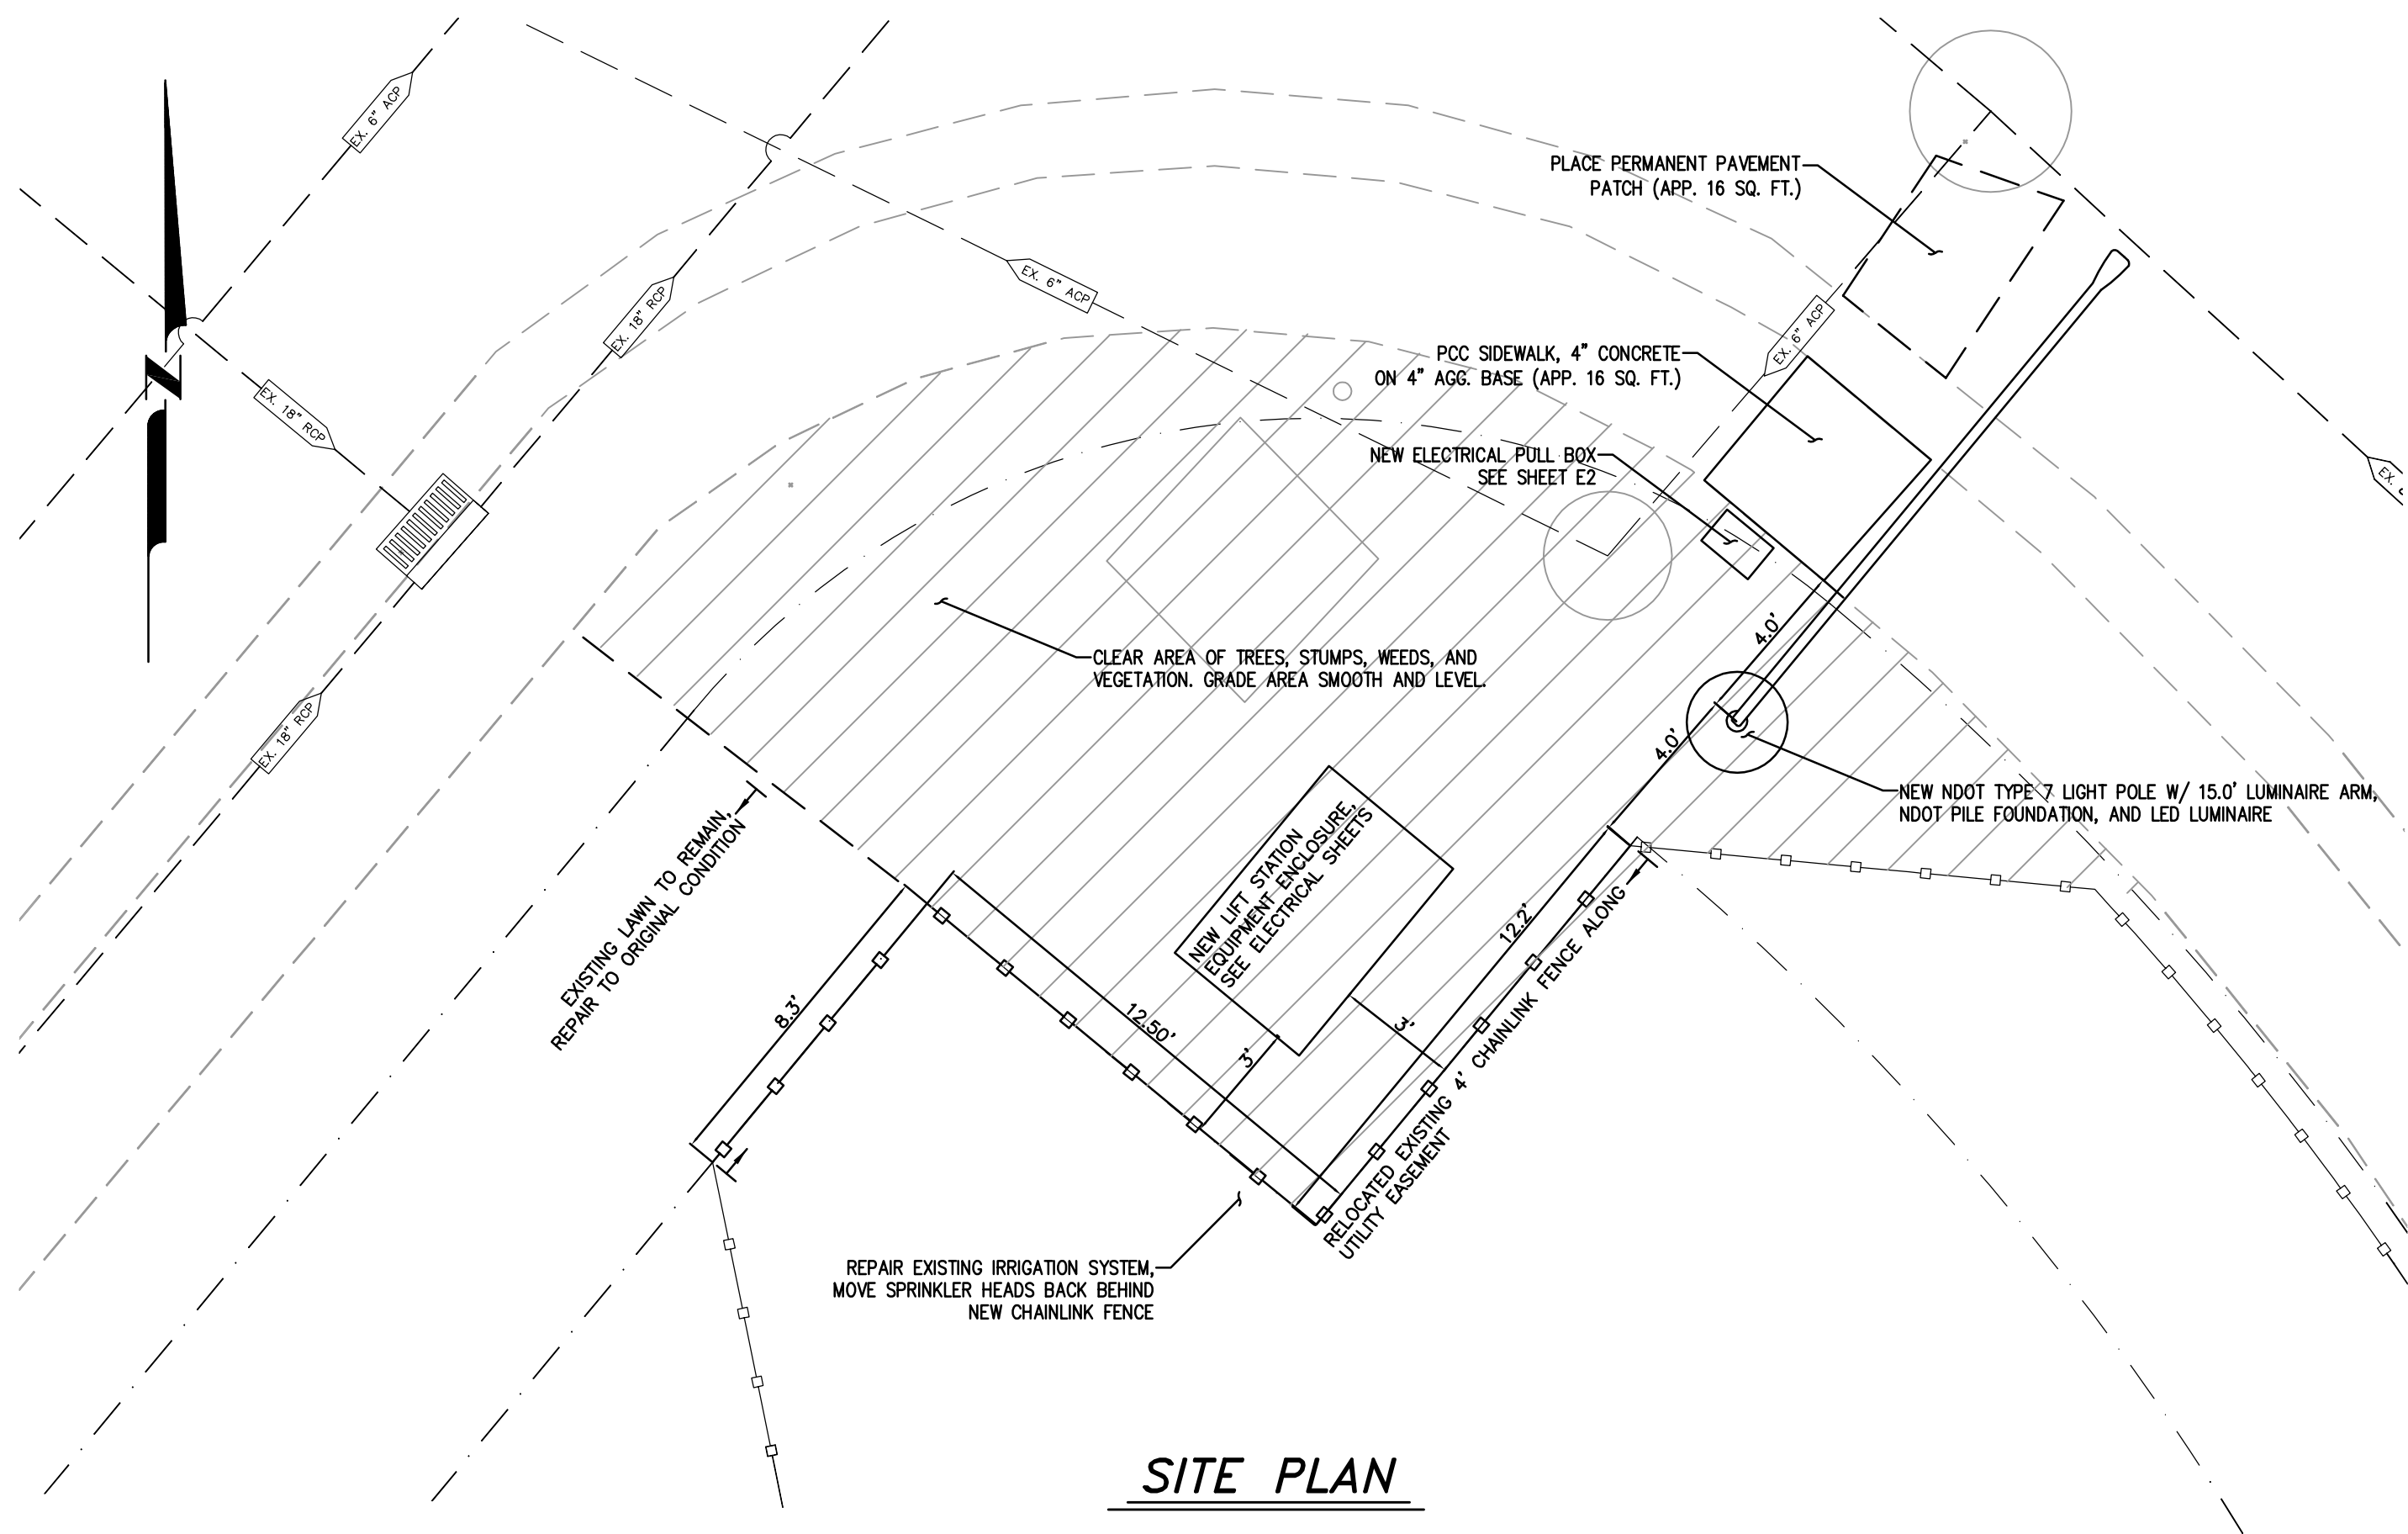 EX. 6" ACP
EX. 18" RCP
EX. 6" ACP
EX. 18" RCP
EX. 18" RCP
EX. 6" ACP
EX.
N
PLACE PERMANENT PAVEMENT
PATCH (APP. 16 SQ. FT.)
PCC SIDEWALK, 4" CONCRETE
ON 4" AGG. BASE (APP. 16 SQ. FT.)
NEW ELECTRICAL PULL BOX
SEE SHEET E2
CLEAR AREA OF TREES, STUMPS, WEEDS, AND
VEGETATION. GRADE AREA SMOOTH AND LEVEL.
4.0'
4.0'
NEW NDOT TYPE 7 LIGHT POLE W/ 15.0' LUMINAIRE ARM,
NDOT PILE FOUNDATION, AND LED LUMINAIRE
EXISTING LAWN TO REMAIN,
REPAIR TO ORIGINAL CONDITION
NEW LIFT STATION
EQUIPMENT ENCLOSURE,
SEE ELECTRICAL SHEETS
8.3'
12.50'
3'
3'
12.2'
RELOCATED EXISTING 4' CHAINLINK FENCE ALONG
UTILITY EASEMENT
REPAIR EXISTING IRRIGATION SYSTEM,
MOVE SPRINKLER HEADS BACK BEHIND
NEW CHAINLINK FENCE
SITE PLAN